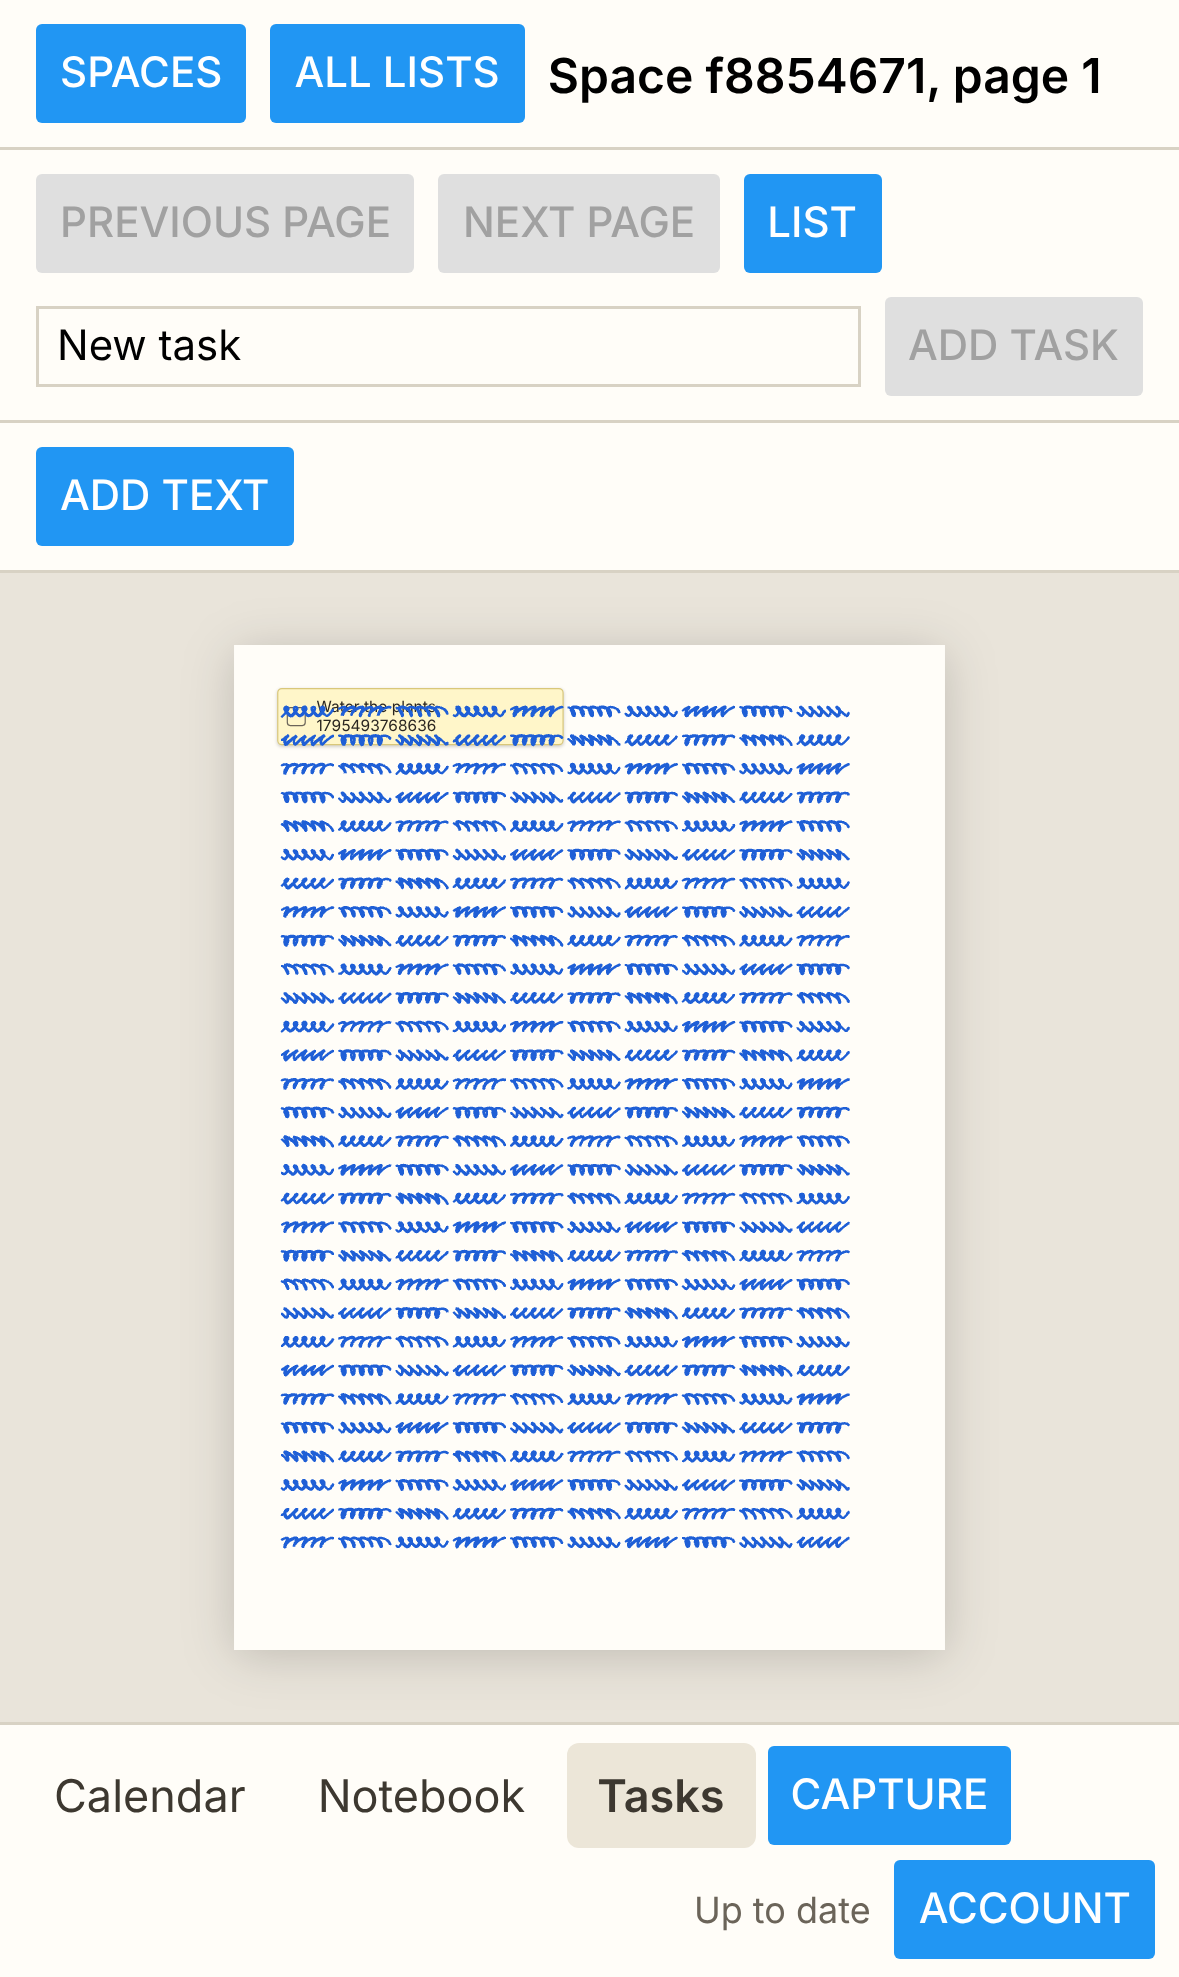 SPACES ALL LISTS Space f8854671, page 1
PREVIOUS PAGE NEXT PAGE LIST
New task ADD TASK
ADD TEXT
Water the plants
1795493768636
Calendar Notebook Tasks CAPTURE
Up to date ACCOUNT